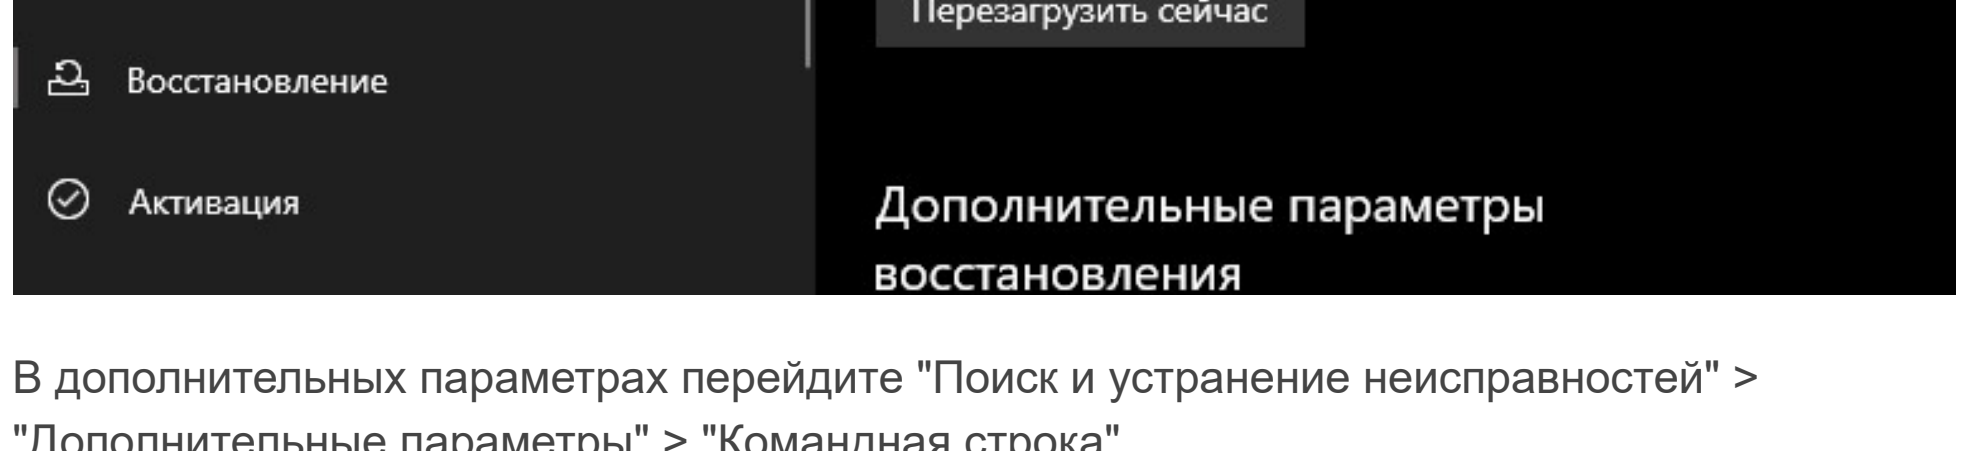 Перезагрузить сейчас
Восстановление
Активация
Дополнительные параметры
восстановления
В дополнительных параметрах перейдите "Поиск и устранение неисправностей" >
"Дополнительные параметры" > "Командная строка"